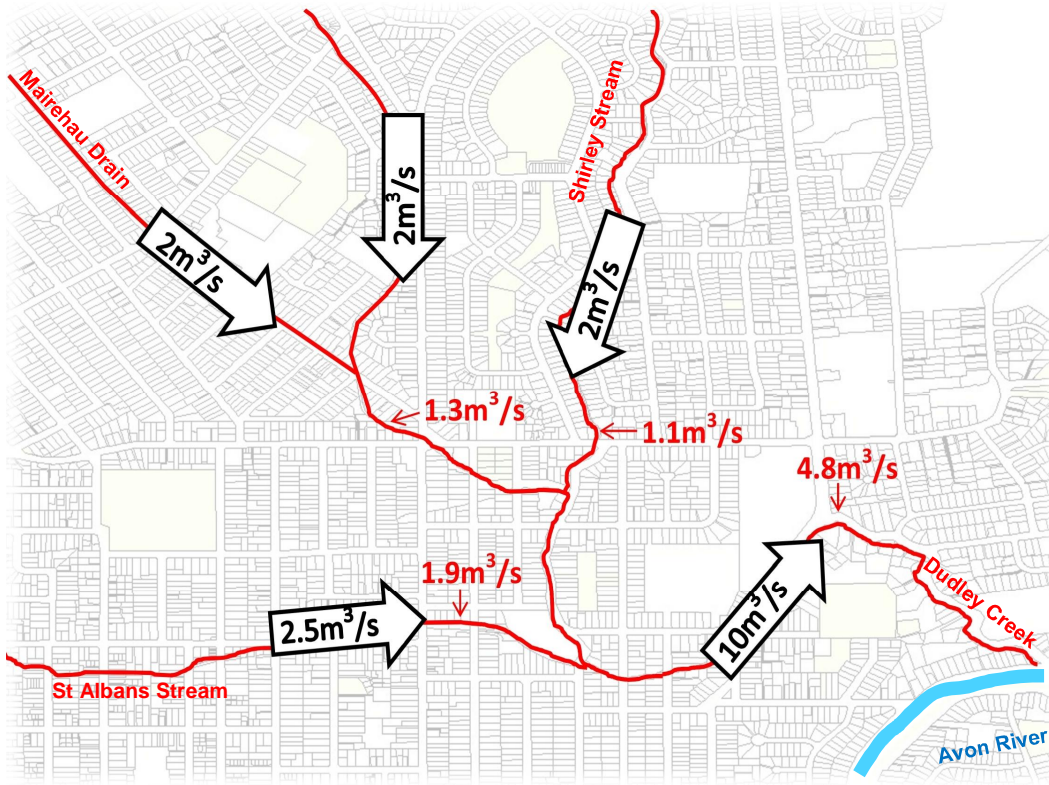 Mairehau Drain
Shirley Stream
2m³/s
2m³/s
2m³/s
1.3m³/s
1.1m³/s
4.8m³/s
1.9m³/s
2.5m³/s
10m³/s
Dudley Creek
St Albans Stream
Avon River